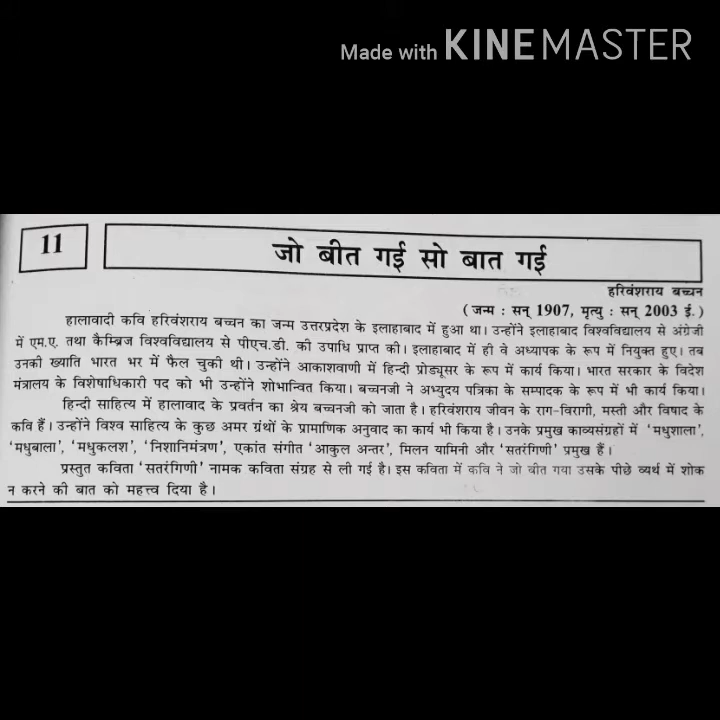 Made with KINEMASTER
11
जो बीत गई सो बात गई
हरिवंशराय बच्चन
( जन्म : सन् 1907, मृत्यु : सन् 2003 ई. )
हालावादी कवि हरिवंशराय बच्चन का जन्म उत्तरप्रदेश के इलाहाबाद में हुआ था। उन्होंने इलाहाबाद विश्वविद्यालय से अंग्रेजी
में एम.ए. तथा कैम्ब्रिज विश्वविद्यालय से पीएच.डी. की उपाधि प्राप्त की। इलाहाबाद में ही वे अध्यापक के रूप में नियुक्त हुए। तब
उनकी ख्याति भारत भर में फैल चुकी थी। उन्होंने आकाशवाणी में हिन्दी प्रोड्यूसर के रूप में कार्य किया। भारत सरकार के विदेश
मंत्रालय के विशेषाधिकारी पद को भी उन्होंने शोभान्वित किया। बच्चनजी ने अभ्युदय पत्रिका के सम्पादक के रूप में भी कार्य किया।
हिन्दी साहित्य में हालावाद के प्रवर्तन का श्रेय बच्चनजी को जाता है। हरिवंशराय जीवन के राग-विरागी, मस्ती और विषाद के
कवि हैं। उन्होंने विश्व साहित्य के कुछ अमर ग्रंथों के प्रामाणिक अनुवाद का कार्य भी किया है। उनके प्रमुख काव्यसंग्रहों में 'मधुशाला',
'मधुबाला', 'मधुकलश', 'निशानिमंत्रण', एकांत संगीत 'आकुल अन्तर', मिलन यामिनी और 'सतरंगिणी' प्रमुख हैं।
प्रस्तुत कविता 'सतरंगिणी' नामक कविता संग्रह से ली गई है। इस कविता में कवि ने जो बीत गया उसके पीछे व्यर्थ में शोक
न करने की बात को महत्त्व दिया है।